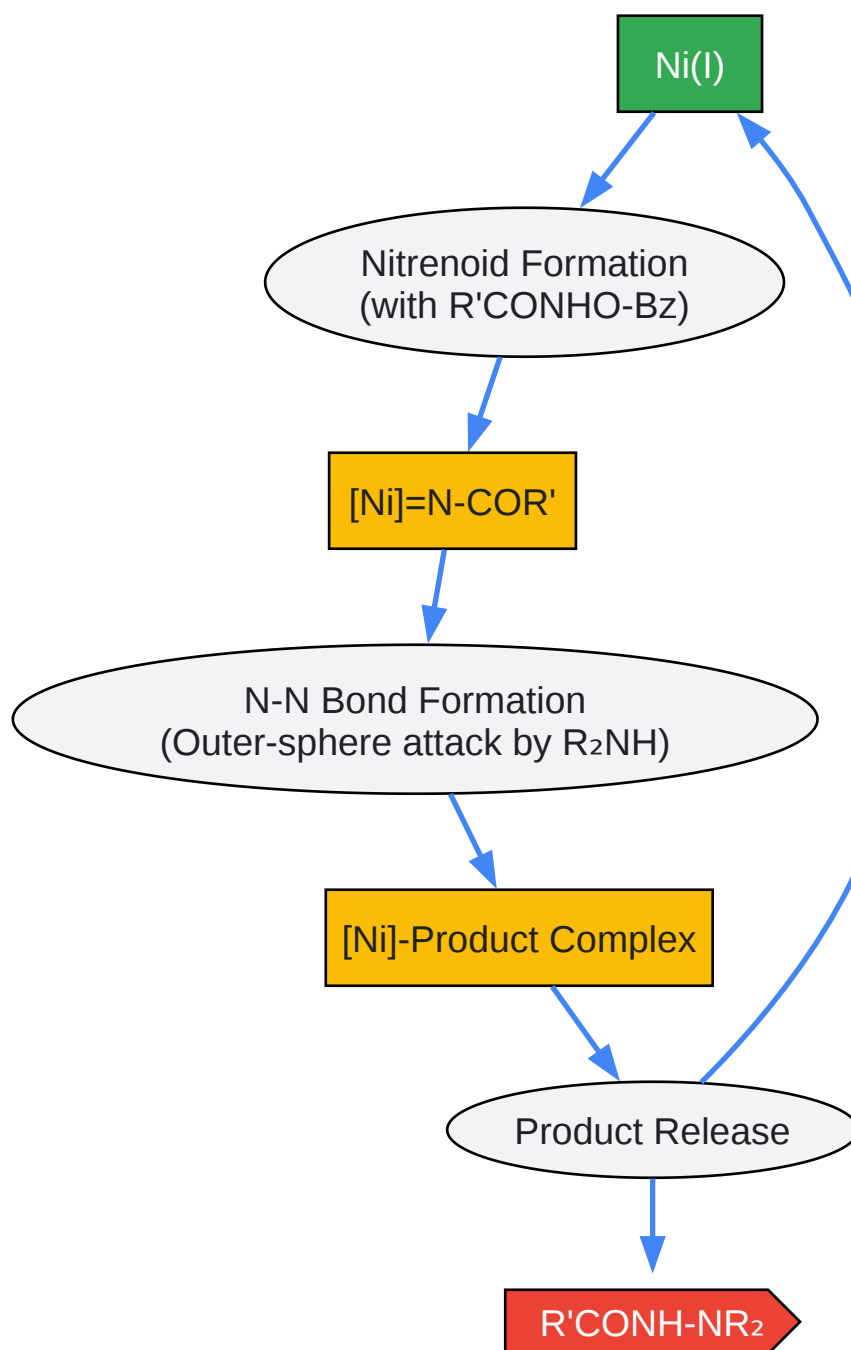 Ni(I)
Nitrenoid Formation
(with R'CONHO-Bz)
[Ni]=N-COR'
N-N Bond Formation
(Outer-sphere attack by R₂NH)
[Ni]-Product Complex
Product Release
R'CONH-NR₂